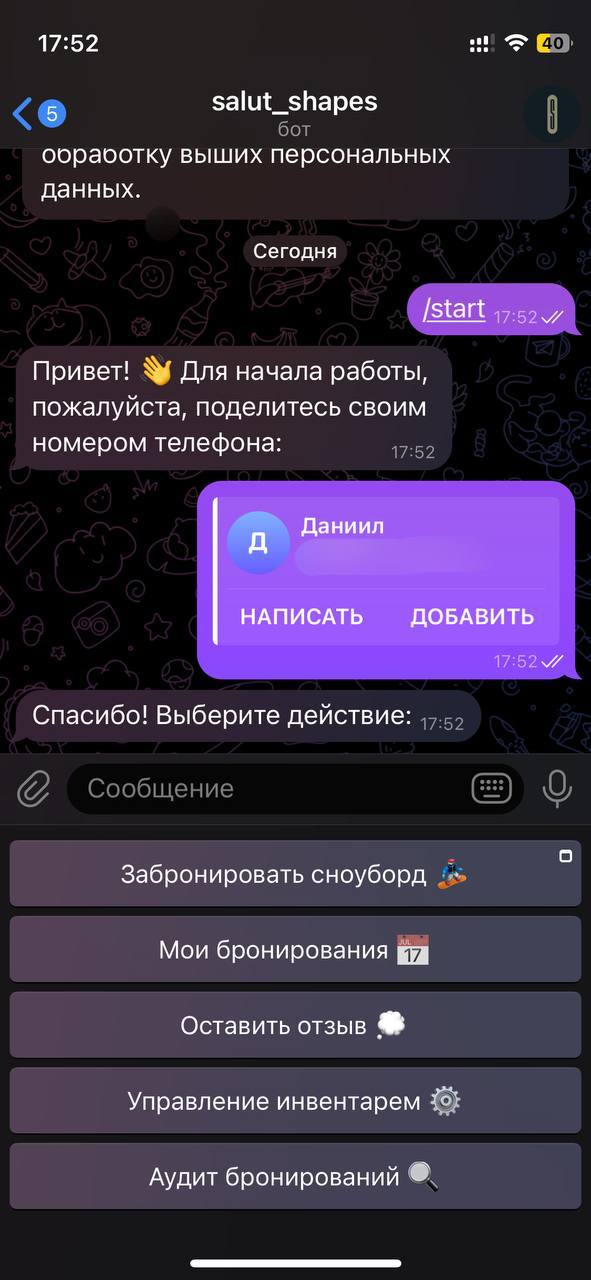 17:52
40
5
salut_shapes
бот
обработку выших персональных
данных.
Сегодня
/start 17:52
Привет! 👋 Для начала работы,
пожалуйста, поделитесь своим
номером телефона:
17:52
Д
Даниил
НАПИСАТЬ ДОБАВИТЬ
17:52
Спасибо! Выберите действие: 17:52
Сообщение
Забронировать сноуборд 🏂
Мои бронирования 📅
Оставить отзыв 💭
Управление инвентарем ⚙️
Аудит бронирований 🔍